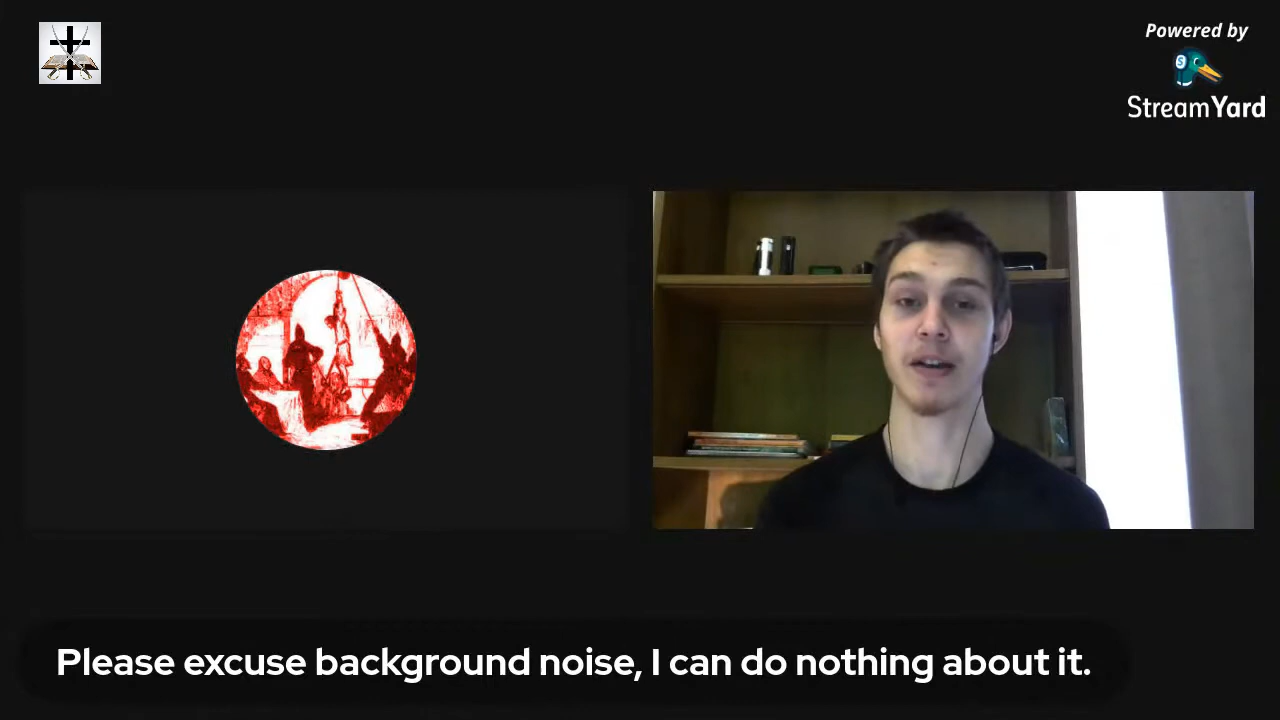 Powered by
S
StreamYard
Please excuse background noise, I can do nothing about it.